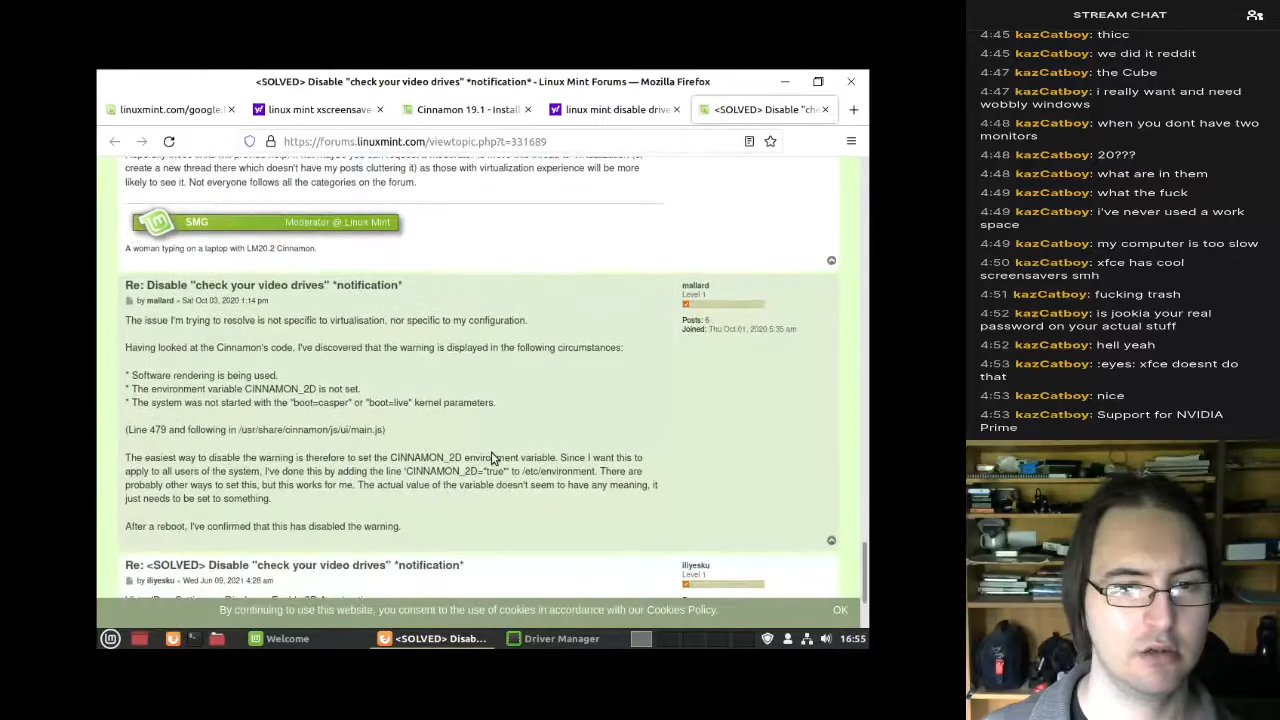 <SOLVED> Disable "check your video drives" *notification* - Linux Mint Forums — Mozilla Firefox
linuxmint.com/google.l
linux mint xscreensave
Cinnamon 19.1 - Install
linux mint disable drive
<SOLVED> Disable "che
https://forums.linuxmint.com/viewtopic.php?t=331689
create a new thread there which doesn't have my posts cluttering it) as those with virtualization experience will be more
likely to see it. Not everyone follows all the categories on the forum.
SMG Moderator @ Linux Mint
A woman typing on a laptop with LM20.2 Cinnamon.
Re: Disable "check your video drives" *notification*
by mallard » Sat Oct 03, 2020 1:14 pm
The issue I'm trying to resolve is not specific to virtualisation, nor specific to my configuration.
Having looked at the Cinnamon's code, I've discovered that the warning is displayed in the following circumstances:
* Software rendering is being used.
* The environment variable CINNAMON_2D is not set.
* The system was not started with the "boot=casper" or "boot=live" kernel parameters.
(Line 479 and following in /usr/share/cinnamon/js/ui/main.js)
The easiest way to disable the warning is therefore to set the CINNAMON_2D environment variable. Since I want this to
apply to all users of the system, I've done this by adding the line 'CINNAMON_2D="true"' to /etc/environment. There are
probably other ways to set this, but this works for me. The actual value of the variable doesn't seem to have any meaning, it
just needs to be set to something.
After a reboot, I've confirmed that this has disabled the warning.
mallard
Level 1
Posts: 6
Joined: Thu Oct 01, 2020 5:35 am
Re: <SOLVED> Disable "check your video drives" *notification*
by iliyesku » Wed Jun 09, 2021 4:26 am
iliyesku
Level 1
By continuing to use this website, you consent to the use of cookies in accordance with our Cookies Policy.
OK
Welcome
<SOLVED> Disab...
Driver Manager
16:55
STREAM CHAT
4:45 kazCatboy: thicc
4:45 kazCatboy: we did it reddit
4:47 kazCatboy: the Cube
4:47 kazCatboy: i really want and need
wobbly windows
4:48 kazCatboy: when you dont have two
monitors
4:48 kazCatboy: 20???
4:48 kazCatboy: what are in them
4:49 kazCatboy: what the fuck
4:49 kazCatboy: i've never used a work
space
4:49 kazCatboy: my computer is too slow
4:50 kazCatboy: xfce has cool
screensavers smh
4:51 kazCatboy: fucking trash
4:52 kazCatboy: is jookia your real
password on your actual stuff
4:52 kazCatboy: hell yeah
4:53 kazCatboy: :eyes: xfce doesnt do
that
4:53 kazCatboy: nice
4:53 kazCatboy: Support for NVIDIA
Prime